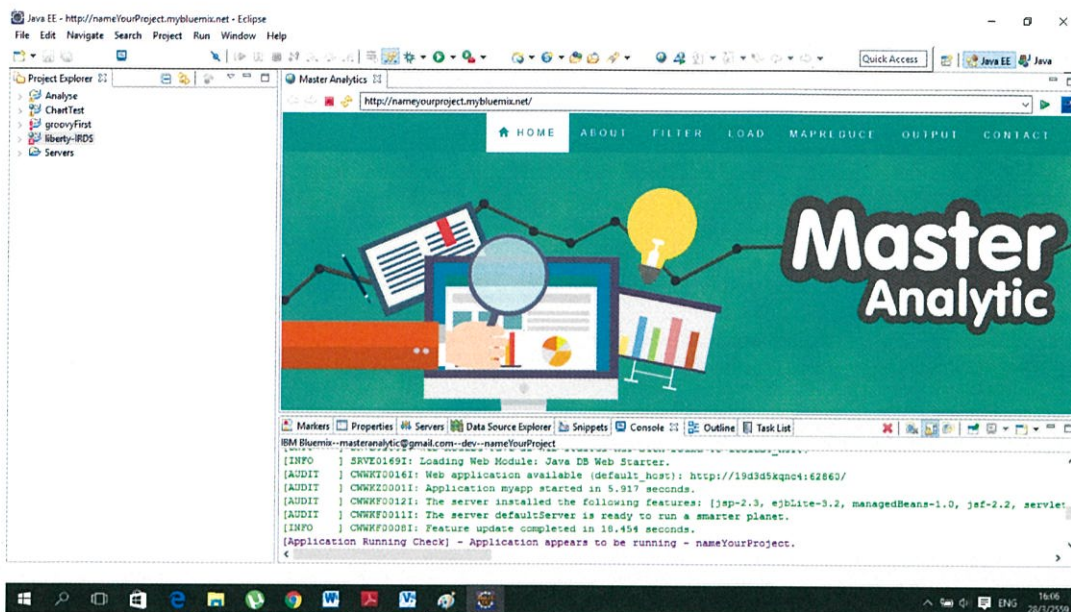 Java EE - http://nameYourProject.mybluemix.net - Eclipse
File Edit Navigate Search Project Run Window Help
Quick Access
Java EE
Java
Project Explorer
Analyse
ChartTest
groovyFirst
liberty-IRDS
Servers
Master Analytics
http://nameyourproject.mybluemix.net/
HOME ABOUT FILTER LOAD MAPREDUCE OUTPUT CONTACT
Master
Analytic
Markers Properties Servers Data Source Explorer Snippets Console Outline Task List
IBM Bluemix--masteranalytic@gmail.com--dev--nameYourProject
[INFO ] SRVE0169I: Loading Web Module: Java DB Web Starter.
[AUDIT ] CWWKT0016I: Web application available (default_host): http://19d3d5kqnc4:62860/
[AUDIT ] CWWKZ0001I: Application myapp started in 5.917 seconds.
[AUDIT ] CWWKF0012I: The server installed the following features: [jsp-2.3, ejbLite-3.2, managedBeans-1.0, jsf-2.2, servlet
[AUDIT ] CWWKF0011I: The server defaultServer is ready to run a smarter planet.
[INFO ] CWWKF0008I: Feature update completed in 18.454 seconds.
[Application Running Check] - Application appears to be running - nameYourProject.
ENG
16:06
28/3/2559